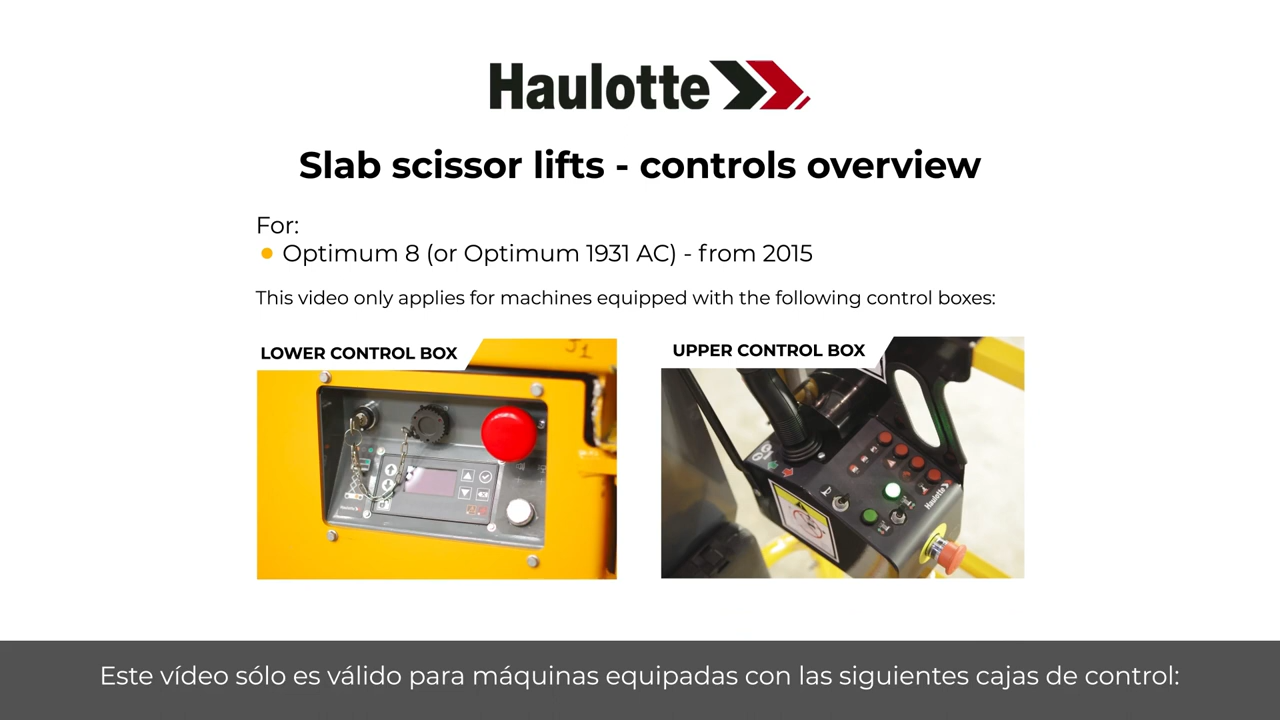 Haulotte
Slab scissor lifts - controls overview
For:
Optimum 8 (or Optimum 1931 AC) - from 2015
This video only applies for machines equipped with the following control boxes:
LOWER CONTROL BOX
UPPER CONTROL BOX
Haulotte
Este vídeo sólo es válido para máquinas equipadas con las siguientes cajas de control: